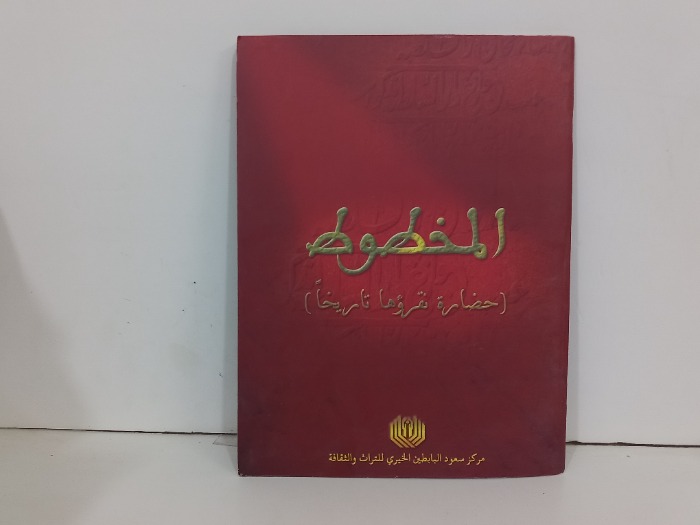 المخطوط
(حضارة نقرؤها تاريخاً)
مركز سعود البابطين الخيري للتراث والثقافة